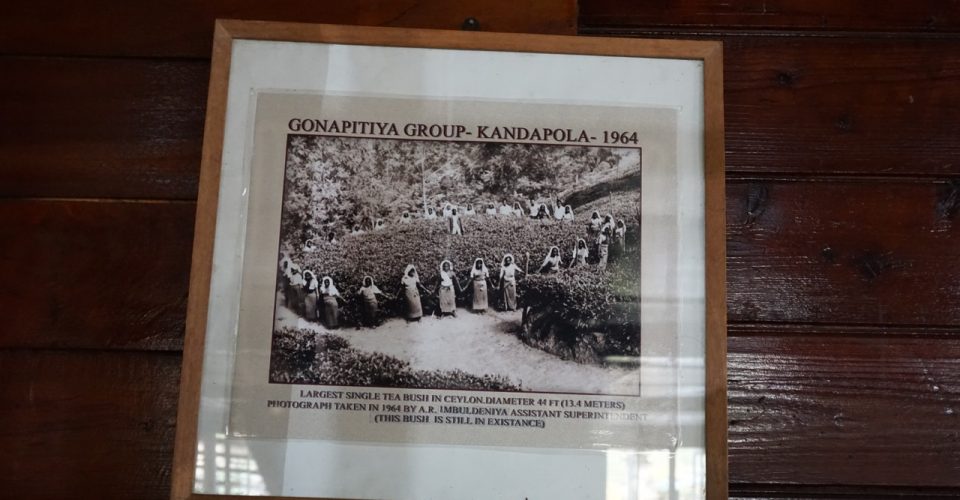 GONAPITIYA GROUP- KANDAPOLA- 1964
LARGEST SINGLE TEA BUSH IN CEYLON.DIAMETER 44 FT (13.4 METERS)
PHOTOGRAPH TAKEN IN 1964 BY A.R. IMBULDENIYA ASSISTANT SUPERINTENDENT
(THIS BUSH IS STILL IN EXISTANCE)